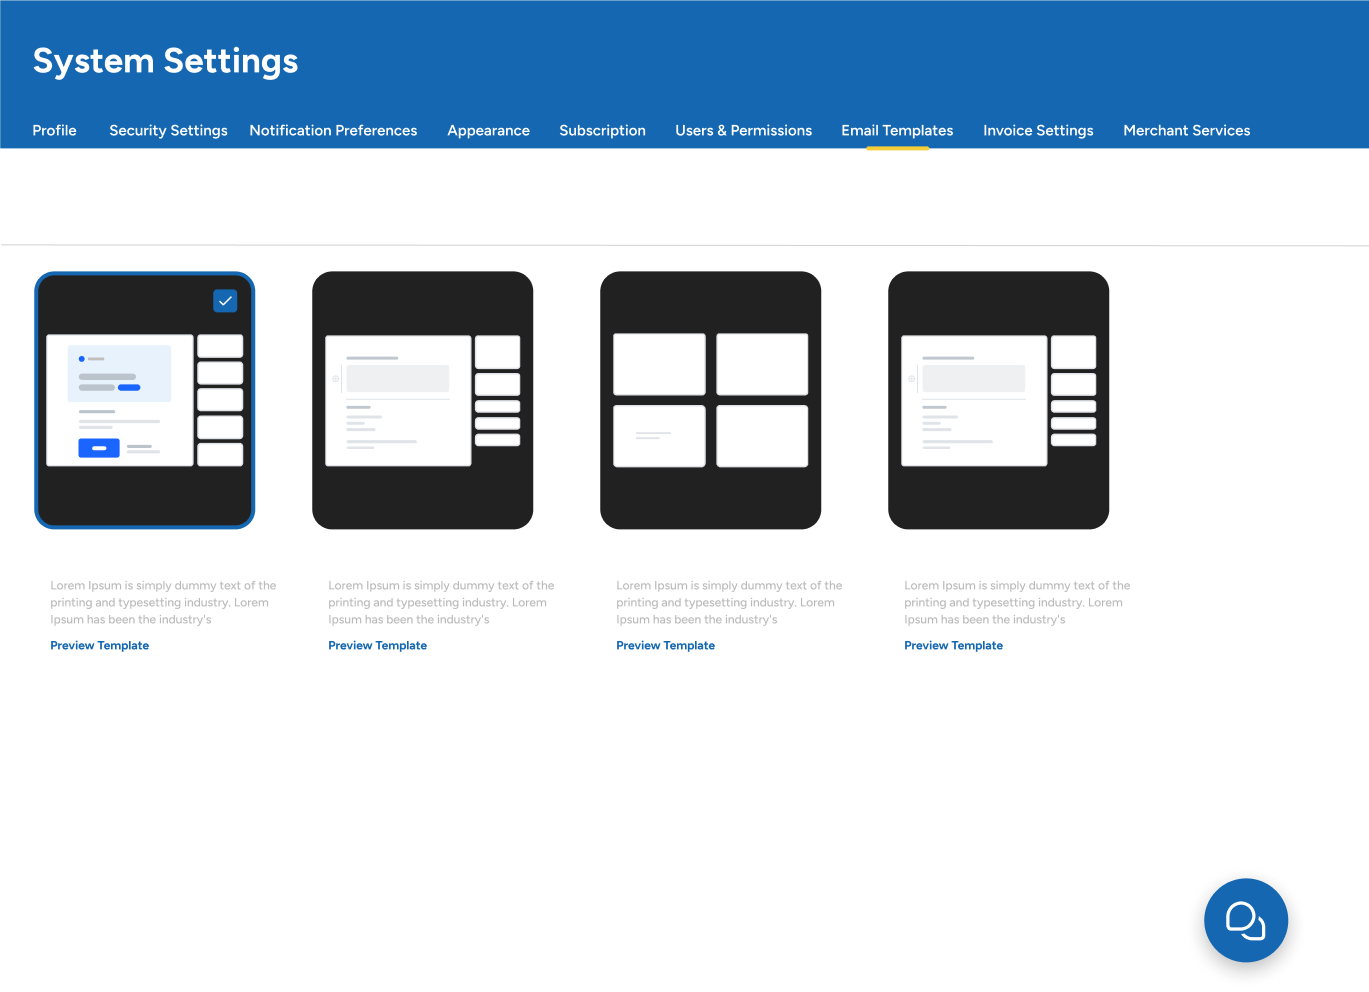 System Settings
Profile Security Settings Notification Preferences Appearance Subscription Users & Permissions Email Templates Invoice Settings Merchant Services
Lorem Ipsum is simply dummy text of the
printing and typesetting industry. Lorem
Ipsum has been the industry's
Preview Template
Lorem Ipsum is simply dummy text of the
printing and typesetting industry. Lorem
Ipsum has been the industry's
Preview Template
Lorem Ipsum is simply dummy text of the
printing and typesetting industry. Lorem
Ipsum has been the industry's
Preview Template
Lorem Ipsum is simply dummy text of the
printing and typesetting industry. Lorem
Ipsum has been the industry's
Preview Template